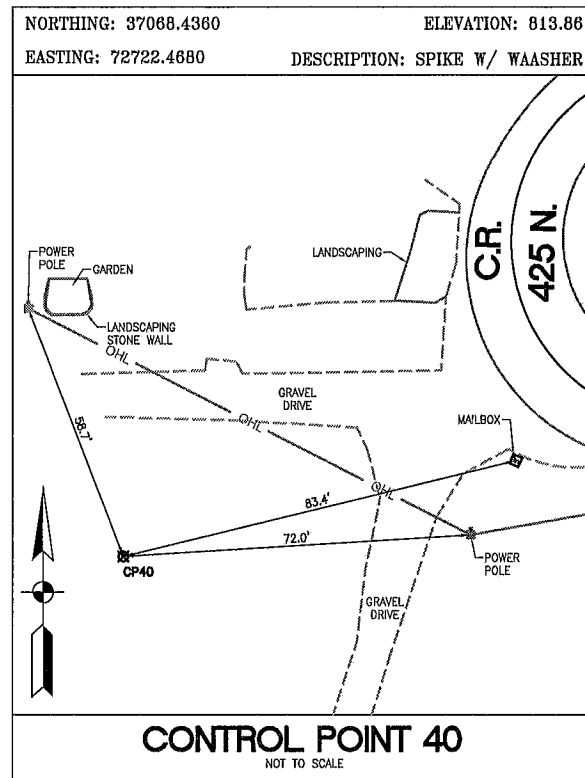 NORTHING: 37068.4360 ELEVATION: 813.86
EASTING: 72722.4680 DESCRIPTION: SPIKE W/ WAASHER
C.R.
425 N.
LANDSCAPING
POWER
POLE
GARDEN
LANDSCAPING
STONE WALL
OHL
GRAVEL
DRIVE
OHL
MAILBOX
58.7'
OHL
83.4'
72.0'
CP40
POWER
POLE
GRAVEL
DRIVE
CONTROL POINT 40
NOT TO SCALE